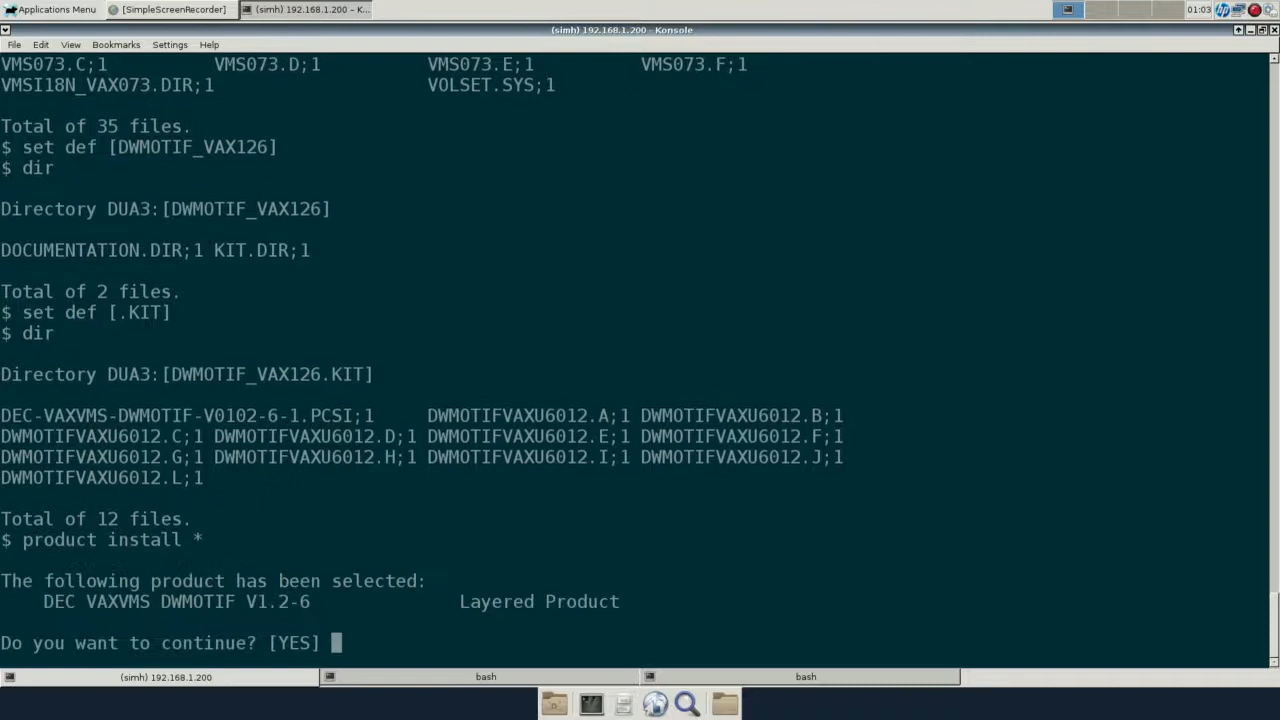 Applications Menu [SimpleScreenRecorder] (simh) 192.168.1.200 – K... 01:03
(simh) 192.168.1.200 - Konsole
File Edit View Bookmarks Settings Help
VMS073.C;1 VMS073.D;1 VMS073.E;1 VMS073.F;1
VMSI18N_VAX073.DIR;1 VOLSET.SYS;1
Total of 35 files.
$ set def [DWMOTIF_VAX126]
$ dir
Directory DUA3:[DWMOTIF_VAX126]
DOCUMENTATION.DIR;1 KIT.DIR;1
Total of 2 files.
$ set def [.KIT]
$ dir
Directory DUA3:[DWMOTIF_VAX126.KIT]
DEC-VAXVMS-DWMOTIF-V0102-6-1.PCSI;1 DWMOTIFVAXU6012.A;1 DWMOTIFVAXU6012.B;1
DWMOTIFVAXU6012.C;1 DWMOTIFVAXU6012.D;1 DWMOTIFVAXU6012.E;1 DWMOTIFVAXU6012.F;1
DWMOTIFVAXU6012.G;1 DWMOTIFVAXU6012.H;1 DWMOTIFVAXU6012.I;1 DWMOTIFVAXU6012.J;1
DWMOTIFVAXU6012.L;1
Total of 12 files.
$ product install *
The following product has been selected:
DEC VAXVMS DWMOTIF V1.2-6 Layered Product
Do you want to continue? [YES]
(simh) 192.168.1.200 bash bash